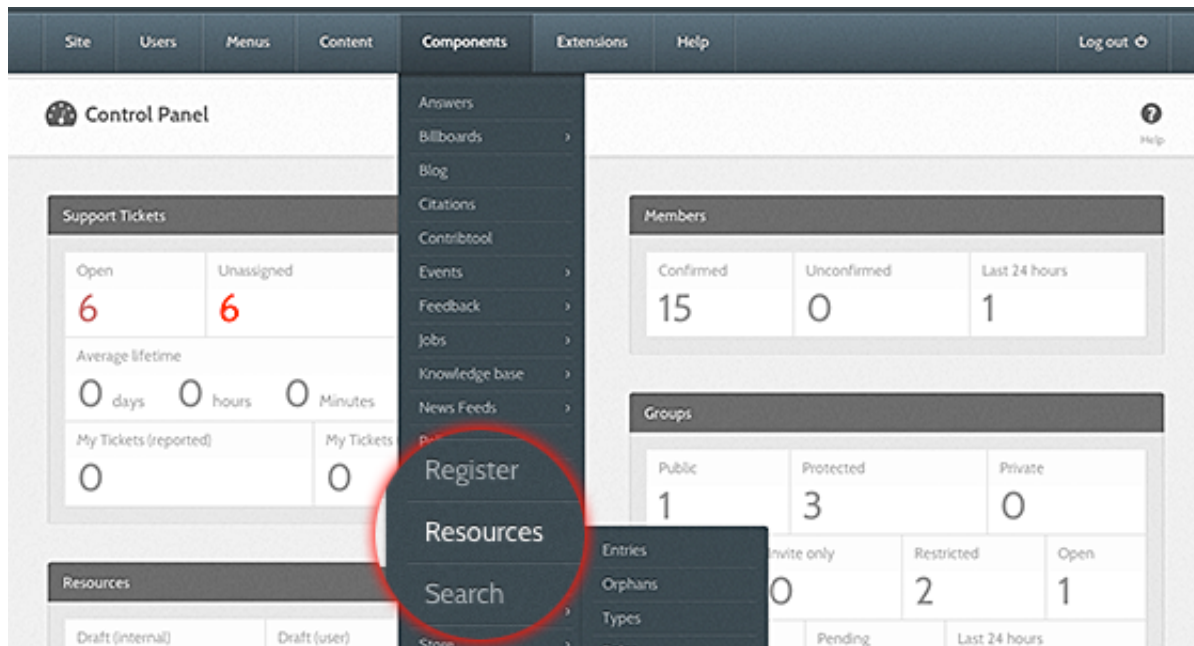 Site Users Menus Content Components Extensions Help Log out
Control Panel
Help
Answers
Billboards
Blog
Citations
Contribtool
Events
Feedback
Jobs
Knowledge base
News Feeds
Register
Resources
Search
Store
Entries
Orphans
Types
Support Tickets
Open Unassigned
6 6
Average lifetime
0 days 0 hours 0 Minutes
My Tickets (reported) My Tickets
0 0
Resources
Draft (internal) Draft (user)
Members
Confirmed Unconfirmed Last 24 hours
15 0 1
Groups
Public Protected Private
1 3 0
Invite only Restricted Open
0 2 1
Pending Last 24 hours